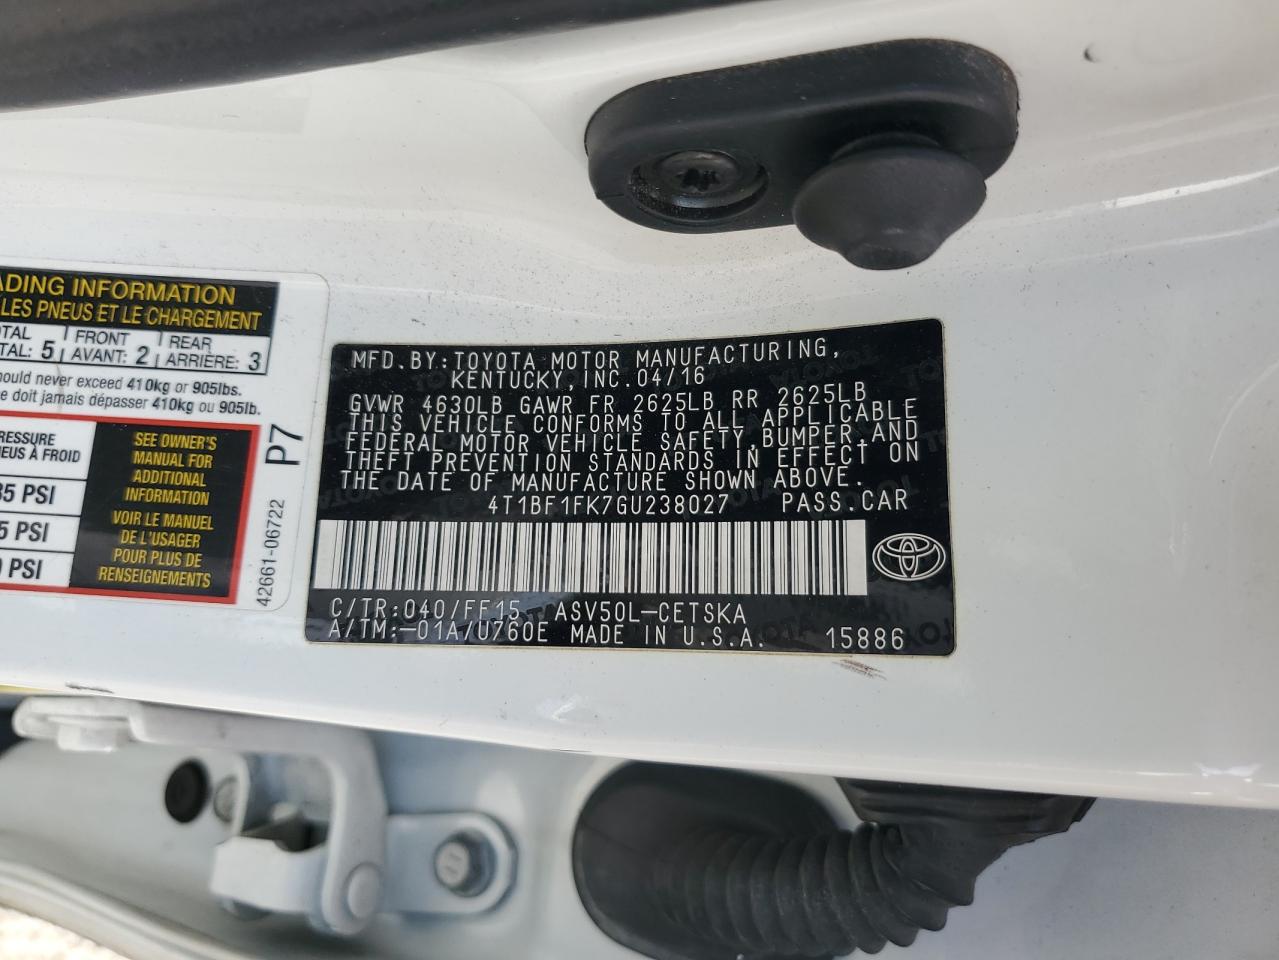 ADING INFORMATION
LES PNEUS ET LE CHARGEMENT
OTAL
TAL: 5
FRONT
AVANT: 2
REAR
ARRIÈRE: 3
should never exceed 410kg or 905lbs.
e doit jamais dépasser 410kg ou 905lb.
RESSURE
NEUS À FROID
35 PSI
5 PSI
0 PSI
SEE OWNER'S
MANUAL FOR
ADDITIONAL
INFORMATION
VOIR LE MANUEL
DE L'USAGER
POUR PLUS DE
RENSEIGNEMENTS
P7
42661-06722
MFD. BY: TOYOTA MOTOR MANUFACTURING,
KENTUCKY, INC. 04/16
GVWR 4630LB GAWR FR 2625LB RR 2625LB
THIS VEHICLE CONFORMS TO ALL APPLICABLE
FEDERAL MOTOR VEHICLE SAFETY, BUMPER, AND
THEFT PREVENTION STANDARDS IN EFFECT ON
THE DATE OF MANUFACTURE SHOWN ABOVE.
4T1BF1FK7GU238027 PASS. CAR
C/TR: 040/FF15 ASV50L-CETSKA
A/TM: -01A/U760E MADE IN U.S.A. 15886